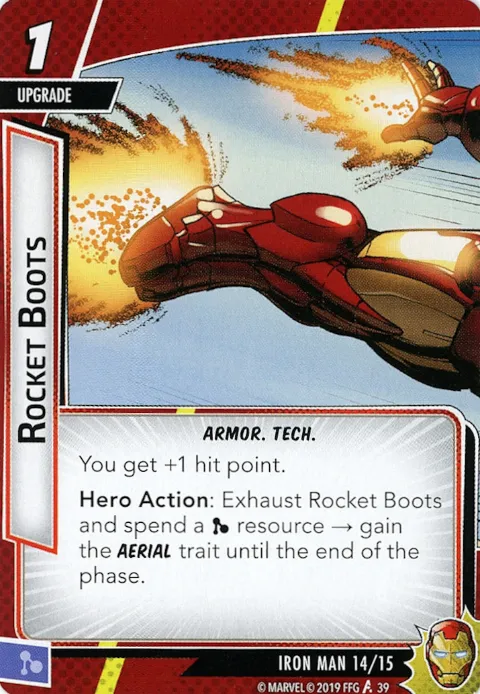 1
UPGRADE
ROCKET BOOTS
ARMOR. TECH.
You get +1 hit point.
Hero Action: Exhaust Rocket Boots
and spend a resource → gain
the AERIAL trait until the end of the
phase.
IRON MAN 14/15
© MARVEL © 2019 FFG 39